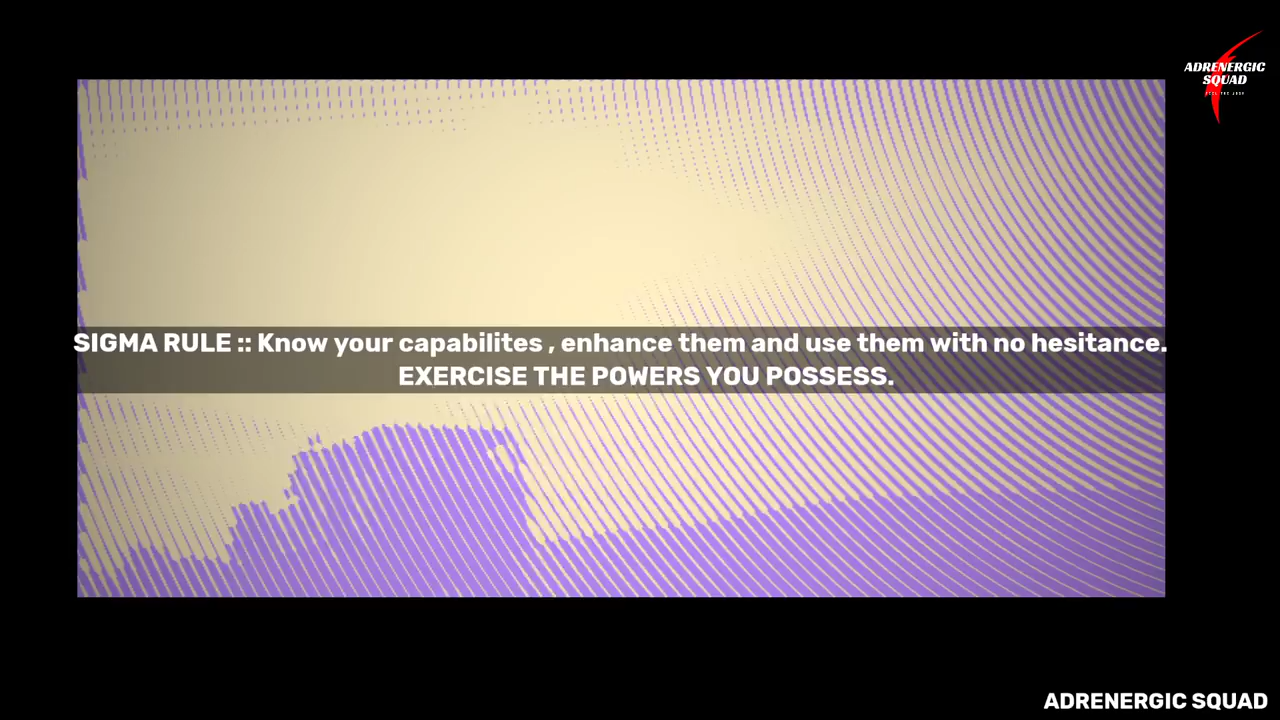 ADRENERGIC
SQUAD
SIGMA RULE :: Know your capabilites , enhance them and use them with no hesitance.
EXERCISE THE POWERS YOU POSSESS.
ADRENERGIC SQUAD